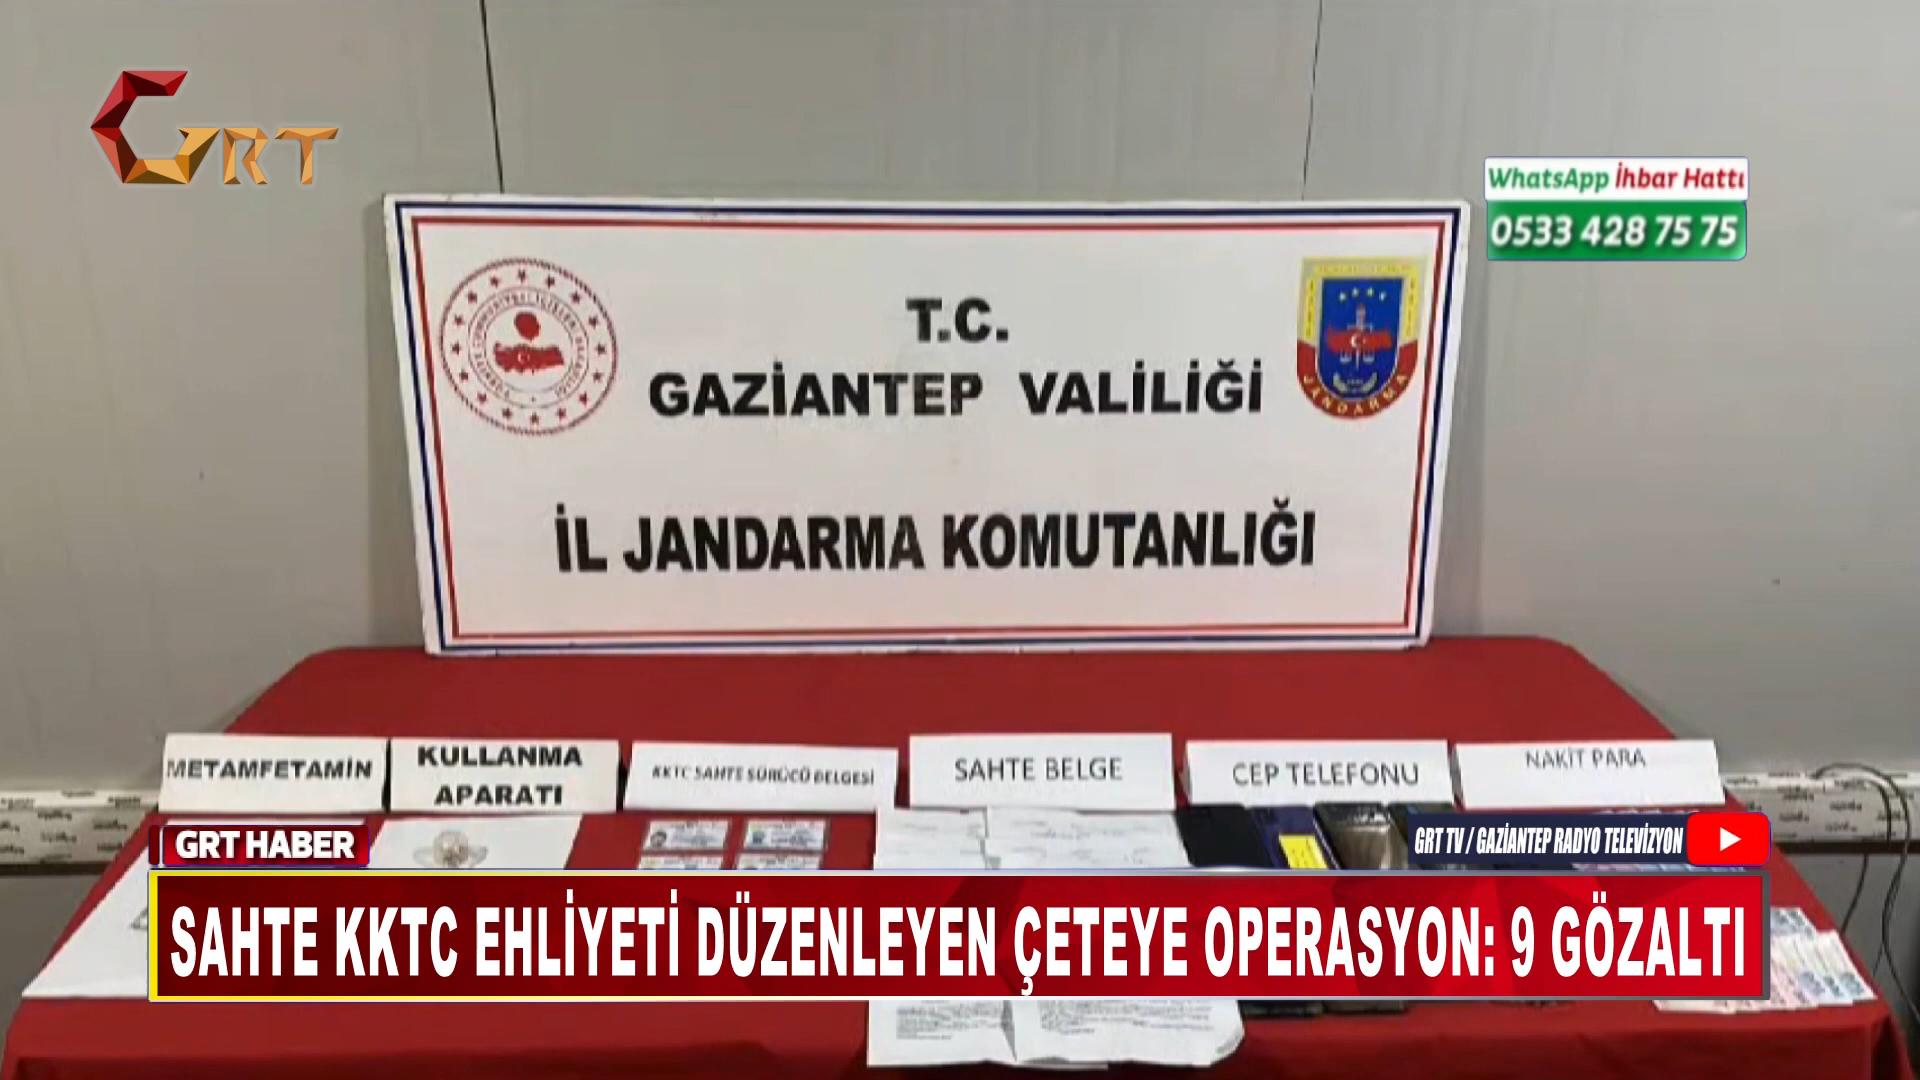 GRT
WhatsApp İhbar Hattı
0533 428 75 75
T.C.
GAZİANTEP VALİLİĞİ
JANDARMA
İL JANDARMA KOMUTANLIĞI
METAMFETAMİN
KULLANMA
APARATI
KKTC SAHTE SÜRÜCÜ BELGESİ
SAHTE BELGE
CEP TELEFONU
NAKİT PARA
GRT HABER
GRT TV / GAZİANTEP RADYO TELEVİZYON
SAHTE KKTC EHLİYETİ DÜZENLEYEN ÇETEYE OPERASYON: 9 GÖZALTI